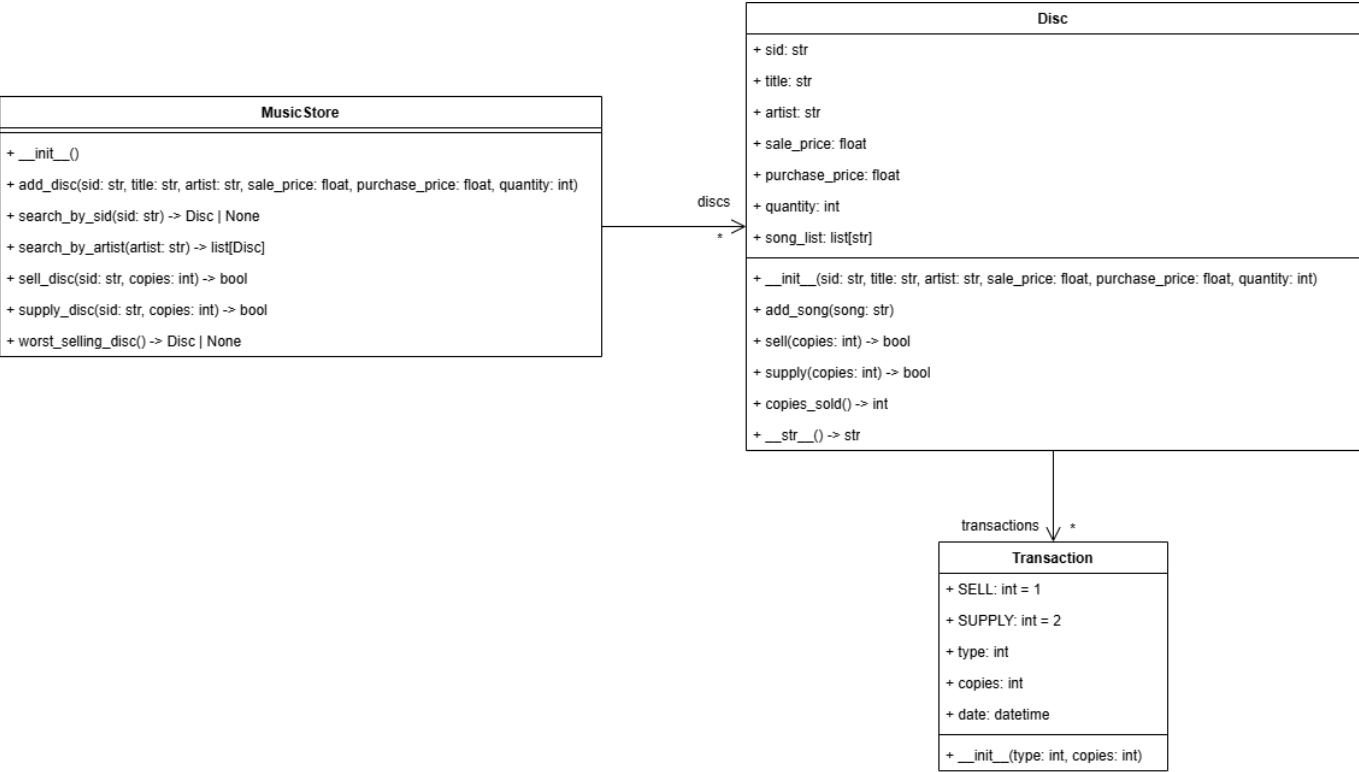 MusicStore
+ __init__()
+ add_disc(sid: str, title: str, artist: str, sale_price: float, purchase_price: float, quantity: int)
+ search_by_sid(sid: str) -> Disc | None
+ search_by_artist(artist: str) -> list[Disc]
+ sell_disc(sid: str, copies: int) -> bool
+ supply_disc(sid: str, copies: int) -> bool
+ worst_selling_disc() -> Disc | None
discs
*
Disc
+ sid: str
+ title: str
+ artist: str
+ sale_price: float
+ purchase_price: float
+ quantity: int
+ song_list: list[str]
+ __init__(sid: str, title: str, artist: str, sale_price: float, purchase_price: float, quantity: int)
+ add_song(song: str)
+ sell(copies: int) -> bool
+ supply(copies: int) -> bool
+ copies_sold() -> int
+ __str__() -> str
transactions
*
Transaction
+ SELL: int = 1
+ SUPPLY: int = 2
+ type: int
+ copies: int
+ date: datetime
+ __init__(type: int, copies: int)